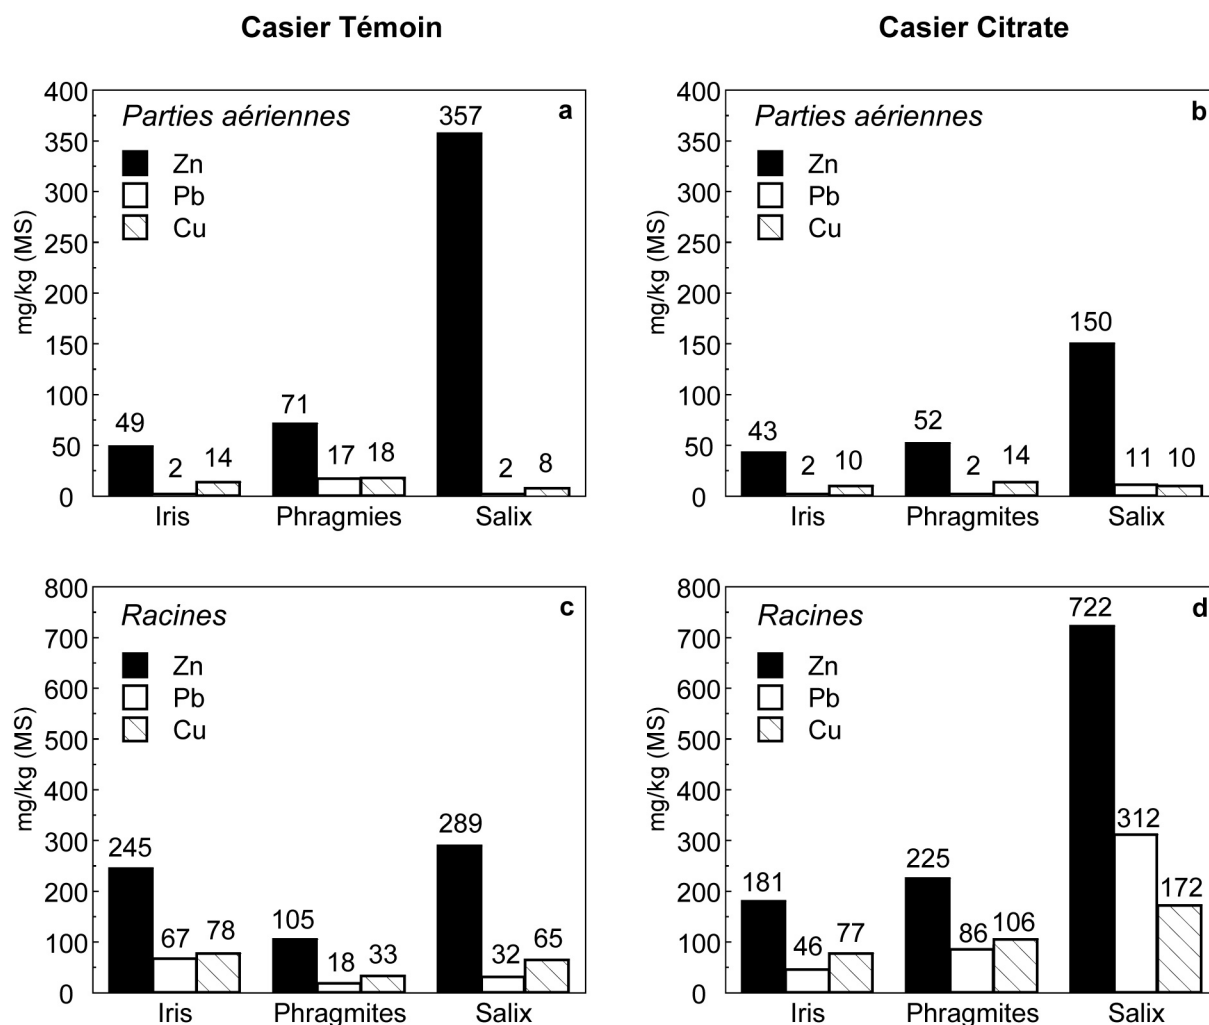 Casier Témoin
Casier Citrate
400
350
300
250
200
150
100
50
0
mg/kg (MS)
Parties aériennes
a
Zn
Pb
Cu
49
2
14
71
17
18
357
2
8
Iris
Phragmies
Salix
400
350
300
250
200
150
100
50
0
mg/kg (MS)
Parties aériennes
b
Zn
Pb
Cu
43
2
10
52
2
14
150
11
10
Iris
Phragmites
Salix
800
700
600
500
400
300
200
100
0
mg/kg (MS)
Racines
c
Zn
Pb
Cu
245
67
78
105
18
33
289
32
65
Iris
Phragmites
Salix
800
700
600
500
400
300
200
100
0
mg/kg (MS)
Racines
d
Zn
Pb
Cu
181
46
77
225
86
106
722
312
172
Iris
Phragmites
Salix